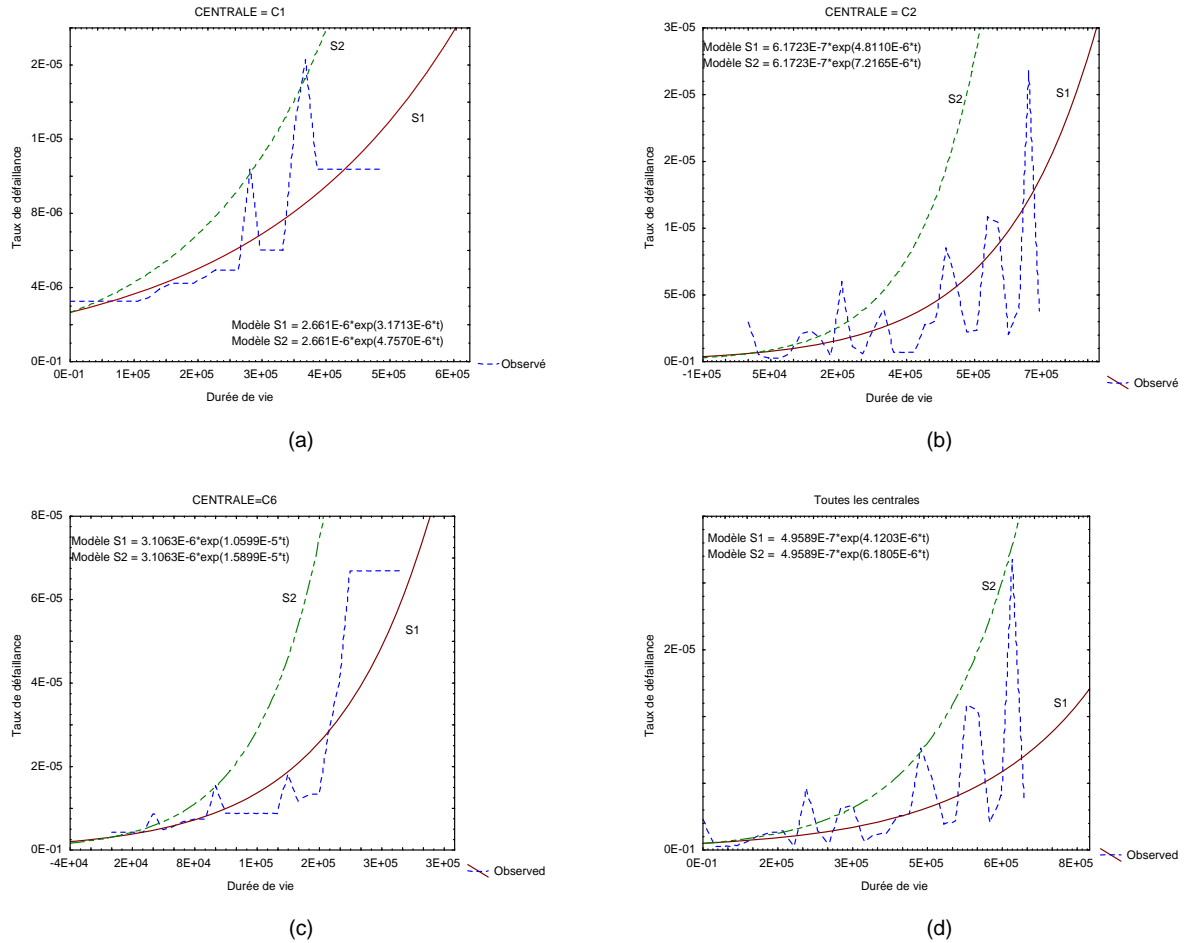 CENTRALE = C1
Taux de défaillance
2E-05
1E-05
8E-06
4E-06
0E-01
S2
S1
Modèle S1 = 2.661E-6*exp(3.1713E-6*t)
Modèle S2 = 2.661E-6*exp(4.7570E-6*t)
0E-01 1E+05 2E+05 3E+05 4E+05 5E+05 6E+05
Observé
Durée de vie
(a)
CENTRALE = C2
Taux de défaillance
3E-05
2E-05
2E-05
1E-05
5E-06
0E-01
Modèle S1 = 6.1723E-7*exp(4.8110E-6*t)
Modèle S2 = 6.1723E-7*exp(7.2165E-6*t)
S2
S1
-1E+05 5E+04 2E+05 4E+05 5E+05 7E+05
Observé
Durée de vie
(b)
CENTRALE=C6
Taux de défaillance
8E-05
6E-05
4E-05
2E-05
0E-01
Modèle S1 = 3.1063E-6*exp(1.0599E-5*t)
Modèle S2 = 3.1063E-6*exp(1.5899E-5*t)
S2
S1
-4E+04 2E+04 8E+04 1E+05 2E+05 3E+05 3E+05
Observed
Durée de vie
(c)
Toutes les centrales
Taux de défaillance
2E-05
0E-01
Modèle S1 = 4.9589E-7*exp(4.1203E-6*t)
Modèle S2 = 4.9589E-7*exp(6.1805E-6*t)
S2
S1
0E-01 2E+05 3E+05 5E+05 6E+05 8E+05
Observed
Durée de vie
(d)